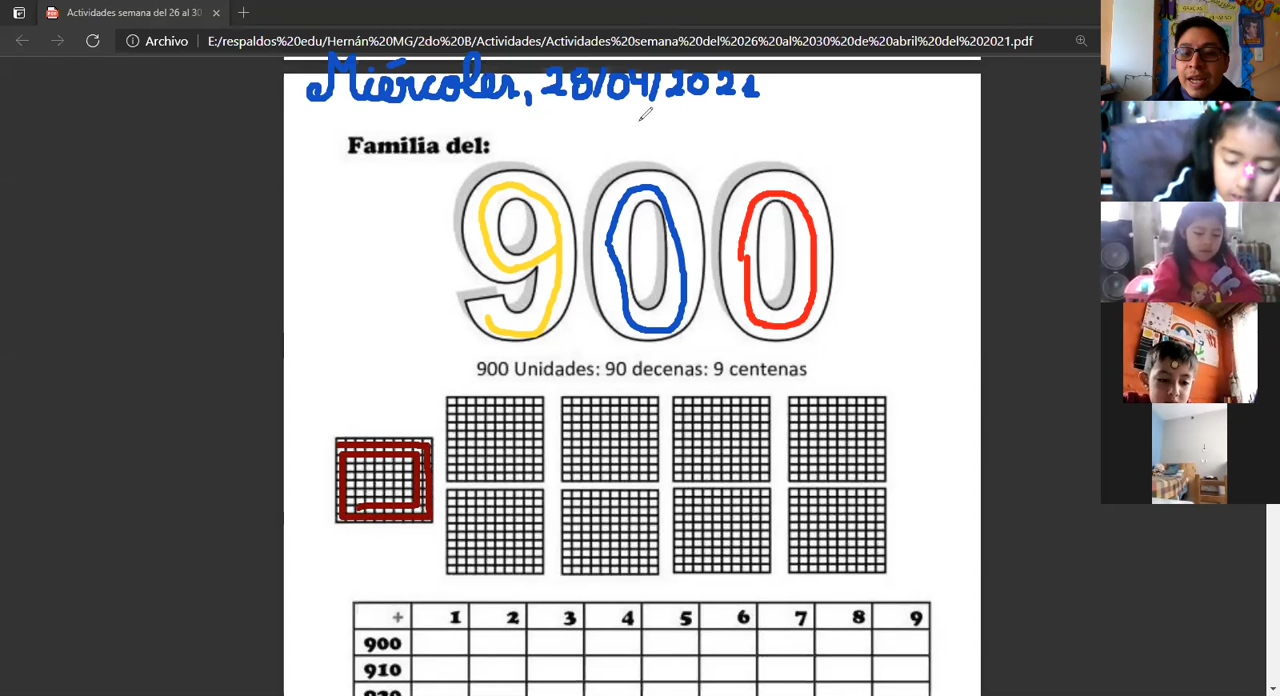 Actividades semana del 26 al 30
Archivo
E:/respaldos%20edu/Hernán%20MG/2do%20B/Actividades/Actividades%20semana%20del%2026%20al%2030%20de%20abril%20del%202021.pdf
Miércoles, 28/04/2021
Familia del:
900
900 Unidades: 90 decenas: 9 centenas
+ 1 2 3 4 5 6 7 8 9
900
910